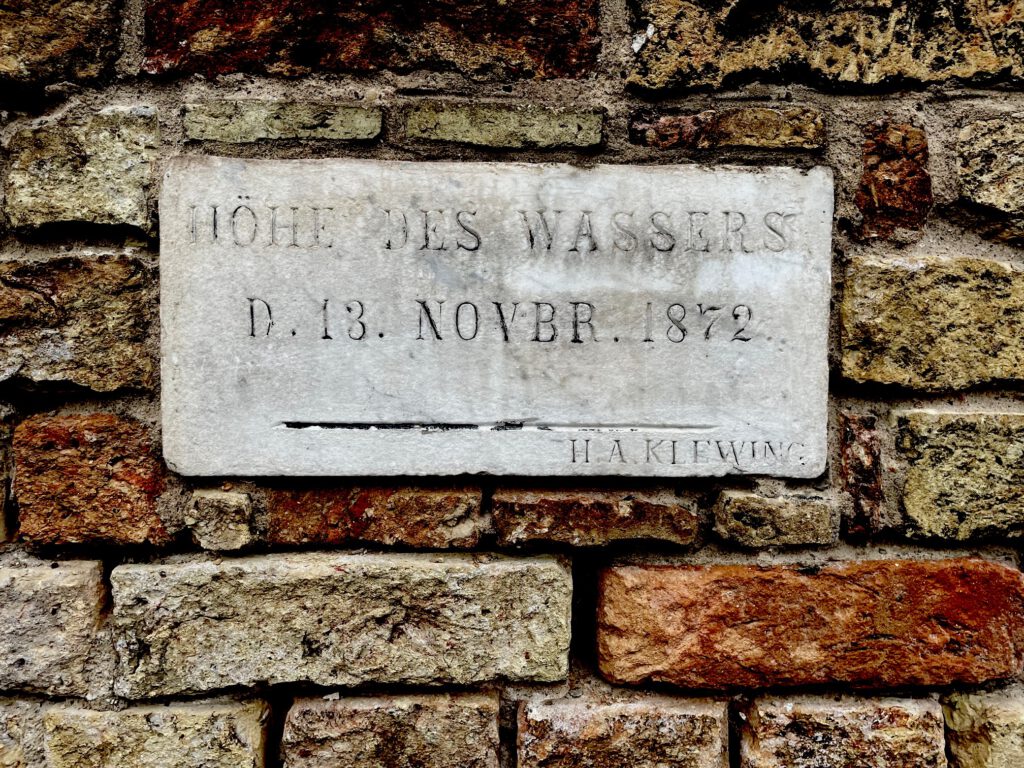 HÖHE DES WASSERS
D. 13. NOVBR. 1872.
H.A.KLEWING